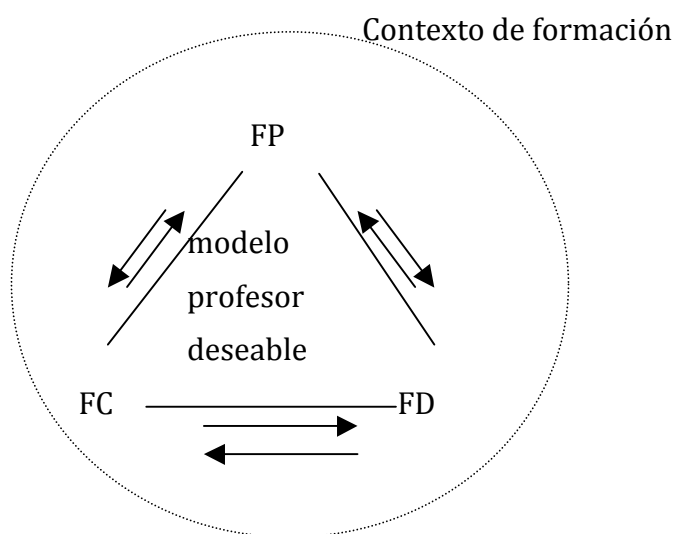 Contexto de formación
FP
modelo
profesor
deseable
FC
FD